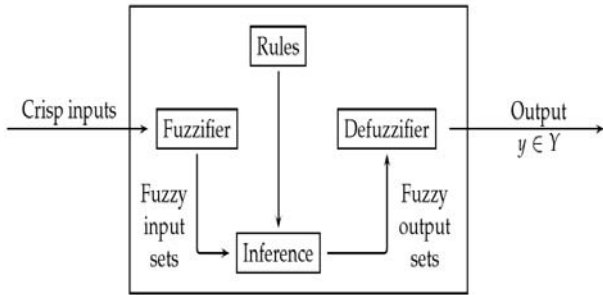 Rules
Crisp inputs
Fuzzifier
Defuzzifier
Output
y ∈ Y
Fuzzy
input
sets
Inference
Fuzzy
output
sets